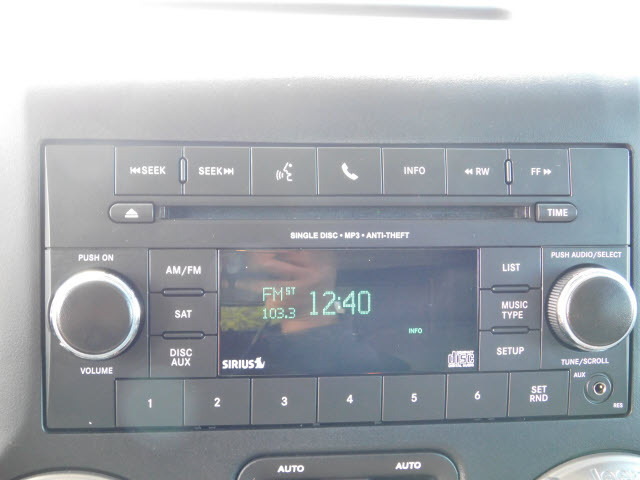 SEEK SEEK INFO RW FF
TIME
SINGLE DISC • MP3 • ANTI-THEFT
PUSH ON
VOLUME
AM/FM
SAT
DISC AUX
FM ST 12:40
103.3
INFO
SIRIUS
disc
LIST
MUSIC TYPE
SETUP
PUSH AUDIO/SELECT
TUNE/SCROLL
1 2 3 4 5 6 SET RND
AUX
RES
AUTO AUTO